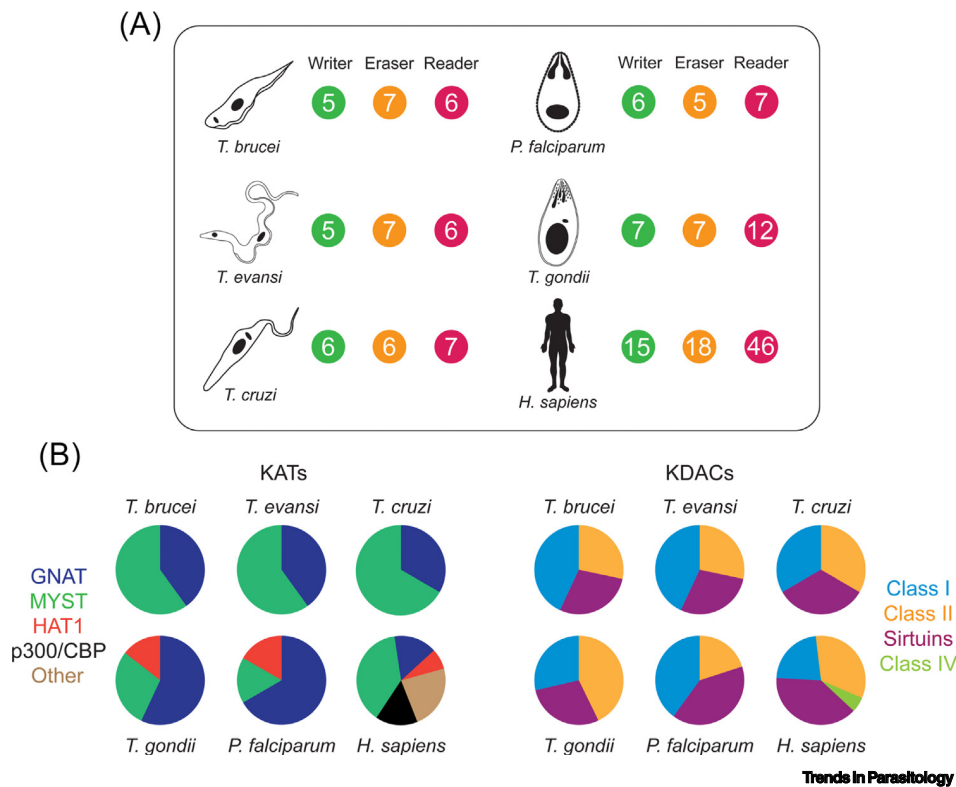 (A)
Writer Eraser Reader
5 7 6
T. brucei
Writer Eraser Reader
6 5 7
P. falciparum
5 7 6
T. evansi
7 7 12
T. gondii
6 6 7
T. cruzi
15 18 46
H. sapiens
(B)
KATs
T. brucei T. evansi T. cruzi
GNAT
MYST
HAT1
p300/CBP
Other
T. gondii P. falciparum H. sapiens
KDACs
T. brucei T. evansi T. cruzi
Class I
Class II
Sirtuins
Class IV
T. gondii P. falciparum H. sapiens
Trends in Parasitology